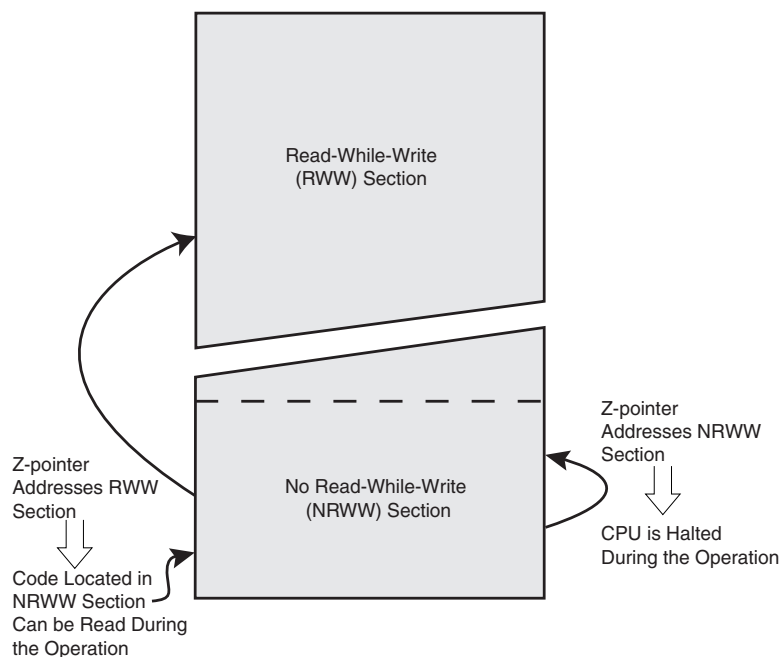 Read-While-Write
(RWW) Section
Z-pointer
Addresses NRWW
Section
Z-pointer
Addresses RWW
Section
No Read-While-Write
(NRWW) Section
CPU is Halted
During the Operation
Code Located in
NRWW Section
Can be Read During
the Operation